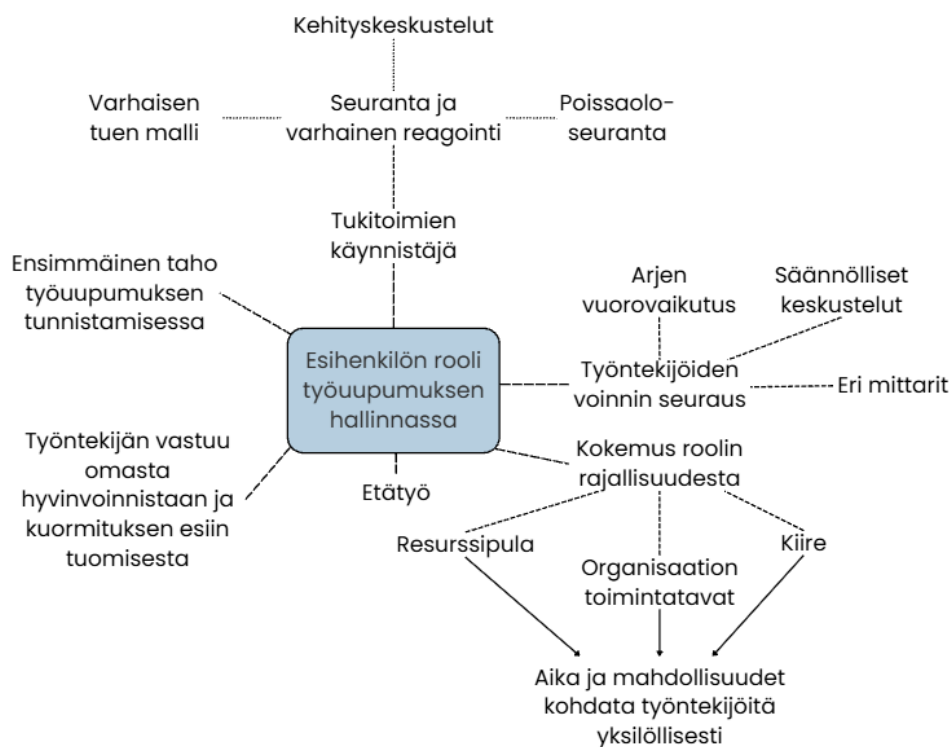 Kehityskeskustelut
Varhaisen
tuen malli
Seuranta ja
varhainen reagointi
Poissaolo-
seuranta
Tukitoimien
käynnistäjä
Ensimmäinen taho
työuupumuksen
tunnistamisessa
Arjen
vuorovaikutus
Säännölliset
keskustelut
Esihenkilön rooli
työuupumuksen
hallinnassa
Työntekijöiden
voinnin seuraus
Eri mittarit
Työntekijän vastuu
omasta
hyvinvoinnistaan ja
kuormituksen esiin
tuomisesta
Etätyö
Kokemus roolin
rajallisuudesta
Resurssipula
Organisaation
toimintatavat
Kiire
Aika ja mahdollisuudet
kohdata työntekijöitä
yksilöllisesti